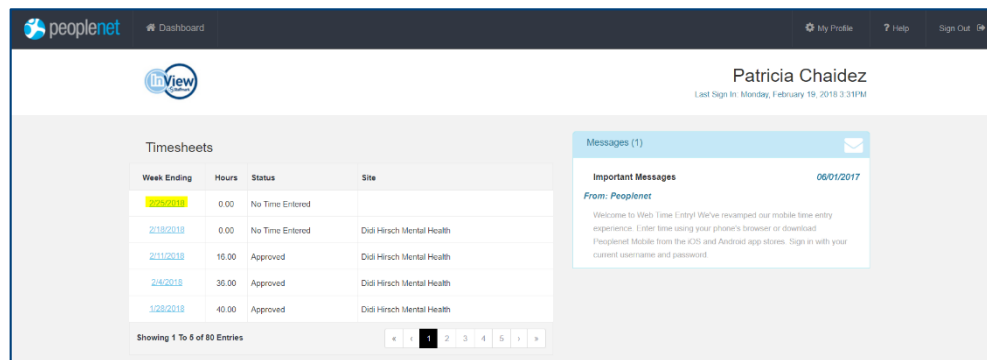 peoplenet Dashboard My Profile ? Help Sign Out
InView Software
Patricia Chaidez
Last Sign In: Monday, February 19, 2018 3:31PM
Timesheets
Week Ending Hours Status Site
2/25/2018 0.00 No Time Entered
2/18/2018 0.00 No Time Entered Didi Hirsch Mental Health
2/11/2018 16.00 Approved Didi Hirsch Mental Health
2/4/2018 36.00 Approved Didi Hirsch Mental Health
1/28/2018 40.00 Approved Didi Hirsch Mental Health
Showing 1 To 5 of 80 Entries « ‹ 1 2 3 4 5 › »
Messages (1)
Important Messages 06/01/2017
From: Peoplenet
Welcome to Web Time Entry! We've revamped our mobile time entry
experience. Enter time using your phone's browser or download
Peoplenet Mobile from the iOS and Android app stores. Sign in with your
current username and password.